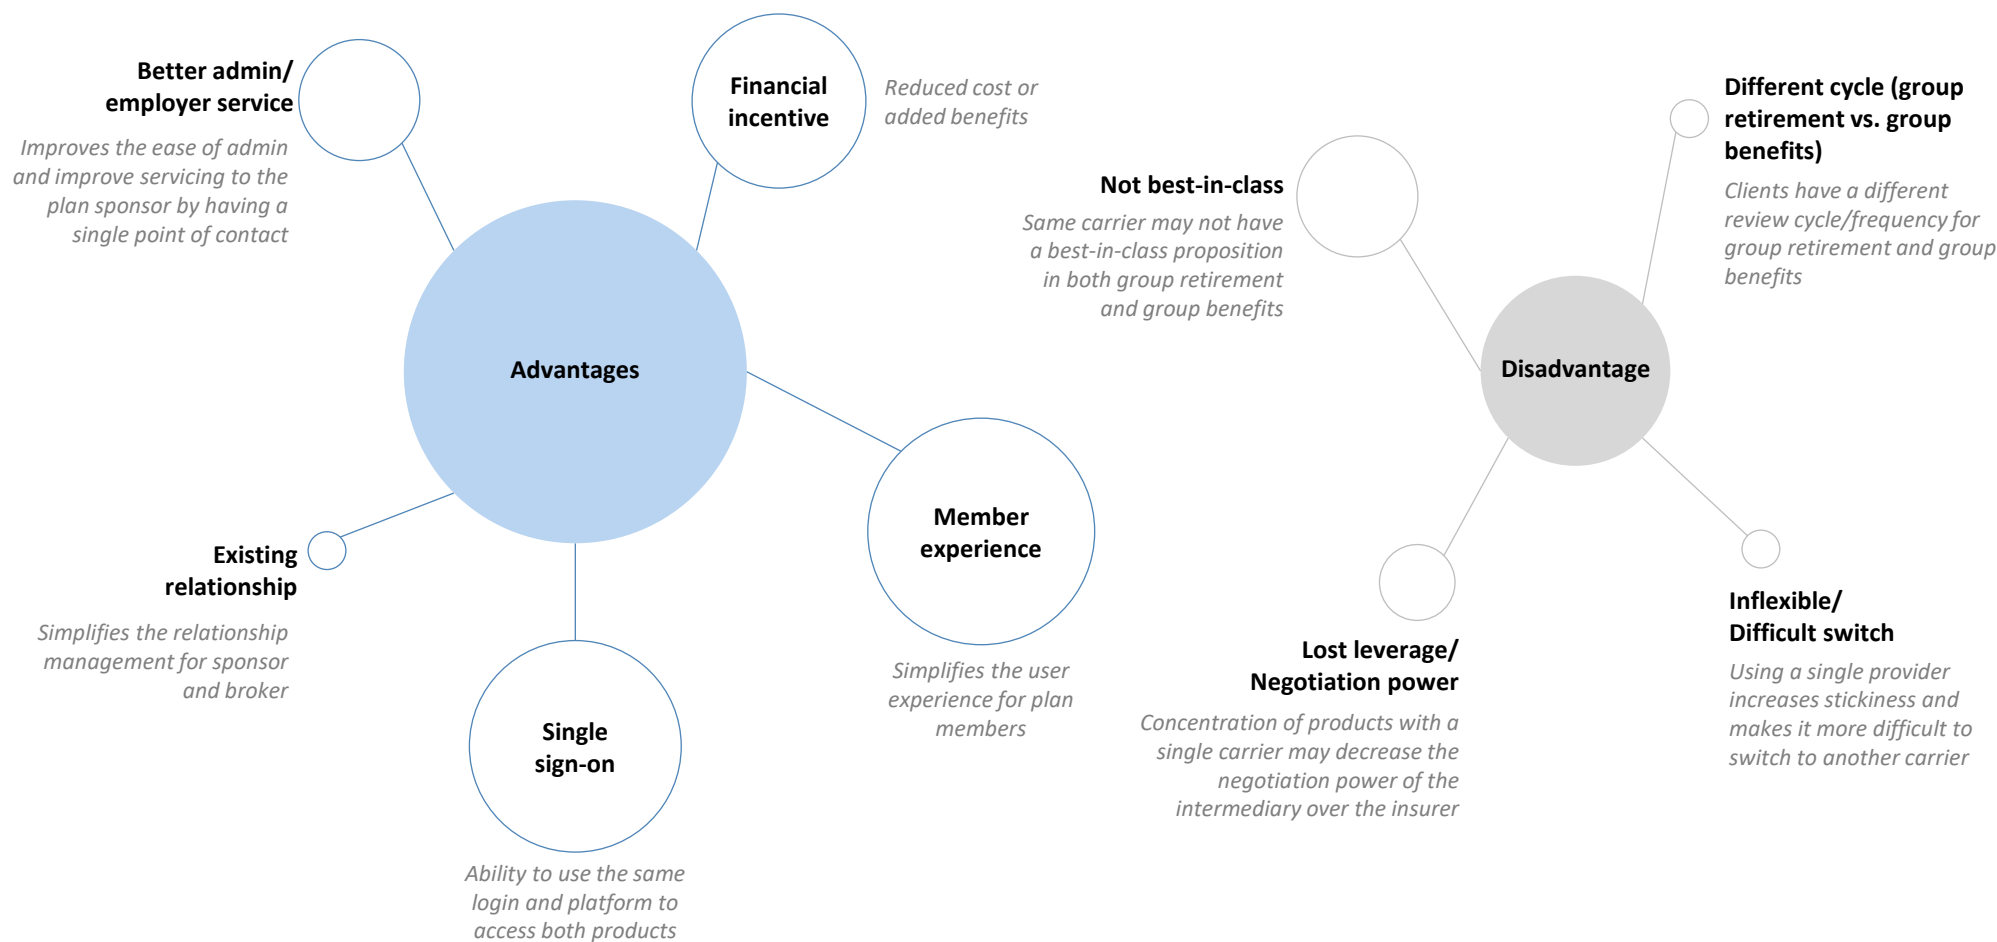 Better admin/
employer service
Improves the ease of admin
and improve servicing to the
plan sponsor by having a
single point of contact
Financial
incentive
Reduced cost or
added benefits
Advantages
Existing
relationship
Simplifies the relationship
management for sponsor
and broker
Single
sign-on
Ability to use the same
login and platform to
access both products
Member
experience
Simplifies the user
experience for plan
members
Not best-in-class
Same carrier may not have
a best-in-class proposition
in both group retirement
and group benefits
Different cycle (group
retirement vs. group
benefits)
Clients have a different
review cycle/frequency for
group retirement and group
benefits
Disadvantage
Lost leverage/
Negotiation power
Concentration of products with a
single carrier may decrease the
negotiation power of the
intermediary over the insurer
Inflexible/
Difficult switch
Using a single provider
increases stickiness and
makes it more difficult to
switch to another carrier